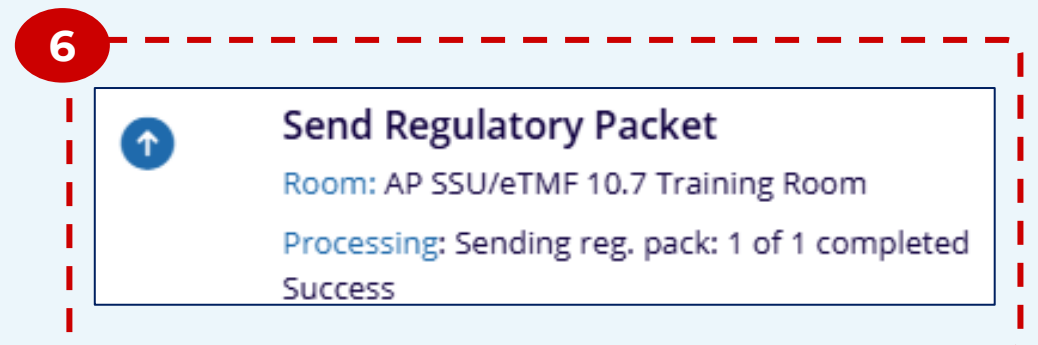 6
Send Regulatory Packet
Room: AP SSU/eTMF 10.7 Training Room
Processing: Sending reg. pack: 1 of 1 completed
Success